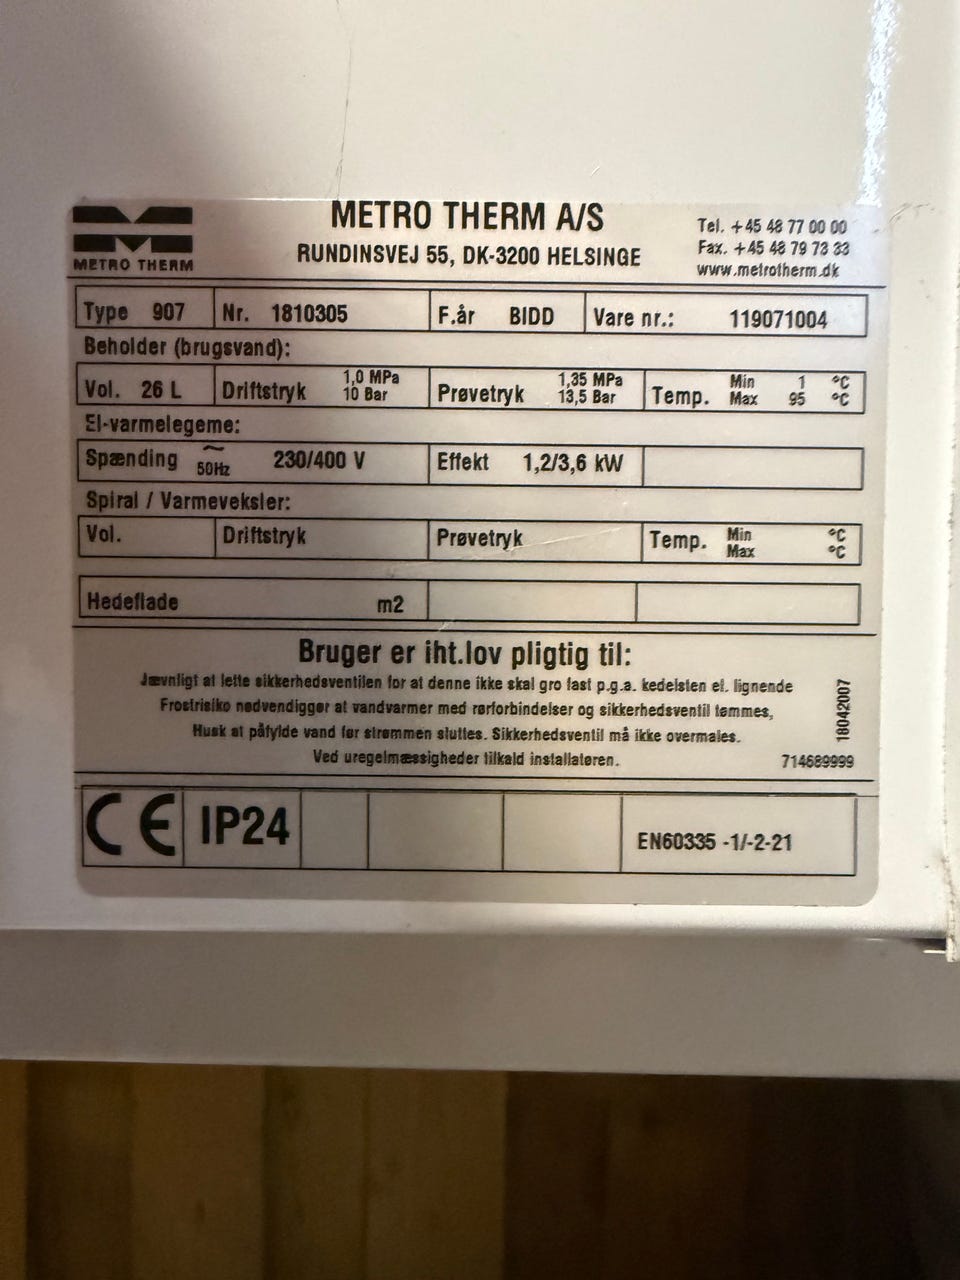 METRO THERM
METRO THERM A/S
RUNDINSVEJ 55, DK-3200 HELSINGE
Tel. +45 48 77 00 00
Fax. +45 48 79 73 33
www.metrotherm.dk
Type 907 Nr. 1810305 F.år BIDD Vare nr.: 119071004
Beholder (brugsvand):
Vol. 26 L Driftstryk 1,0 MPa 10 Bar Prøvetryk 1,35 MPa 13,5 Bar Temp. Min 1 °C Max 95 °C
El-varmelegeme:
Spænding ~ 50Hz 230/400 V Effekt 1,2/3,6 kW
Spiral / Varmeveksler:
Vol. Driftstryk Prøvetryk Temp. Min °C Max °C
Hedeflade m2
Bruger er iht.lov pligtig til:
Jævnligt at lette sikkerhedsventilen for at denne ikke skal gro fast p.g.a. kedelsten el. lignende
Frostrisiko nødvendiggør at vandvarmer med rørforbindelser og sikkerhedsventil tømmes,
Husk at påfylde vand før strømmen sluttes. Sikkerhedsventil må ikke overmales.
Ved uregelmæssigheder tilkald installatøren.
18042007
714689999
CE IP24 EN60335 -1/-2-21